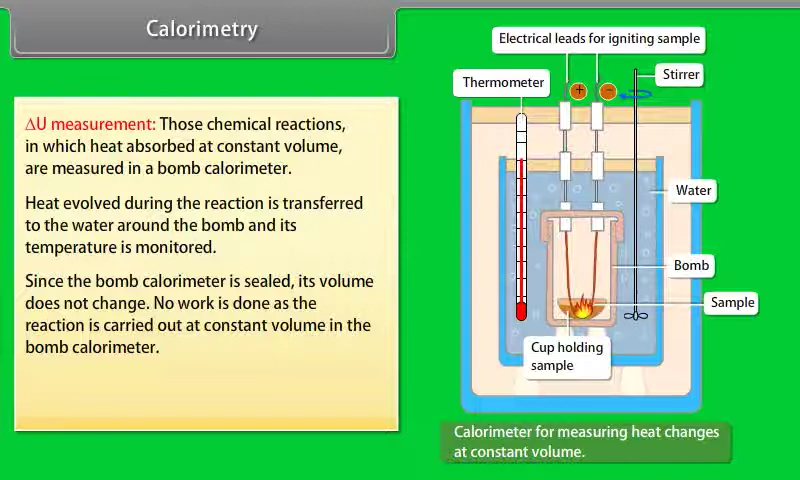 Calorimetry
ΔU measurement: Those chemical reactions,
in which heat absorbed at constant volume,
are measured in a bomb calorimeter.
Heat evolved during the reaction is transferred
to the water around the bomb and its
temperature is monitored.
Since the bomb calorimeter is sealed, its volume
does not change. No work is done as the
reaction is carried out at constant volume in the
bomb calorimeter.
Electrical leads for igniting sample
Thermometer
Stirrer
+
−
Water
Bomb
Sample
Cup holding
sample
Calorimeter for measuring heat changes
at constant volume.